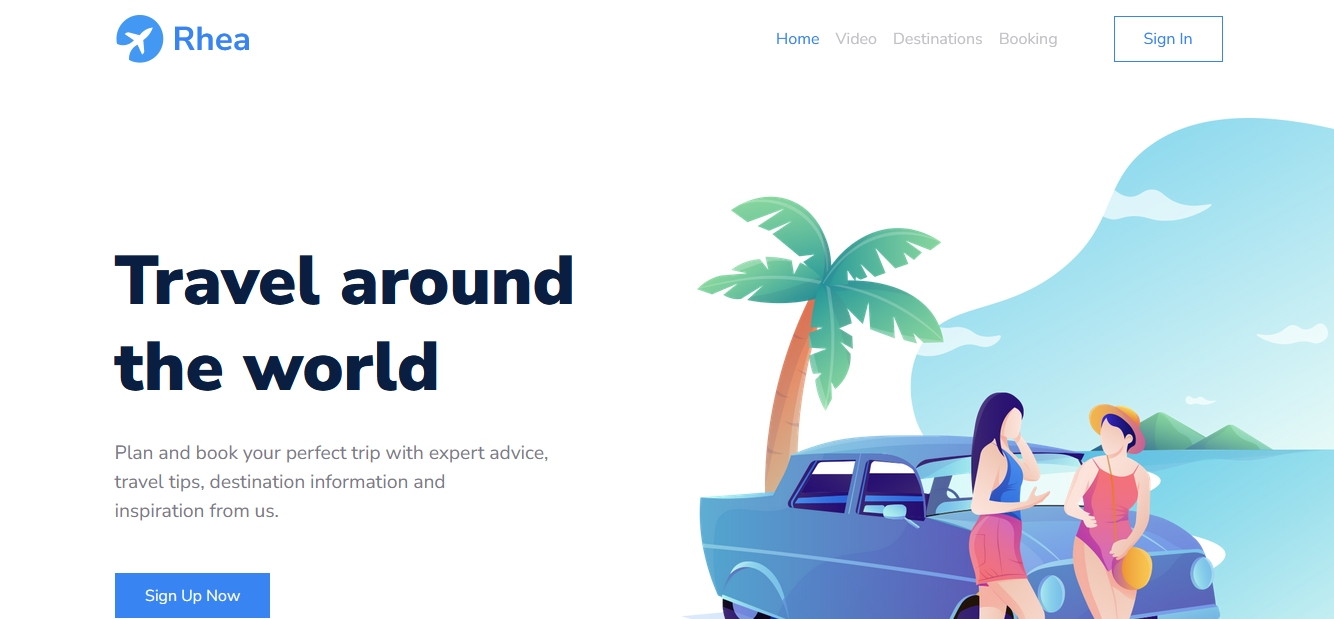 Rhea
Home Video Destinations Booking Sign In
Travel around
the world
Plan and book your perfect trip with expert advice,
travel tips, destination information and
inspiration from us.
Sign Up Now